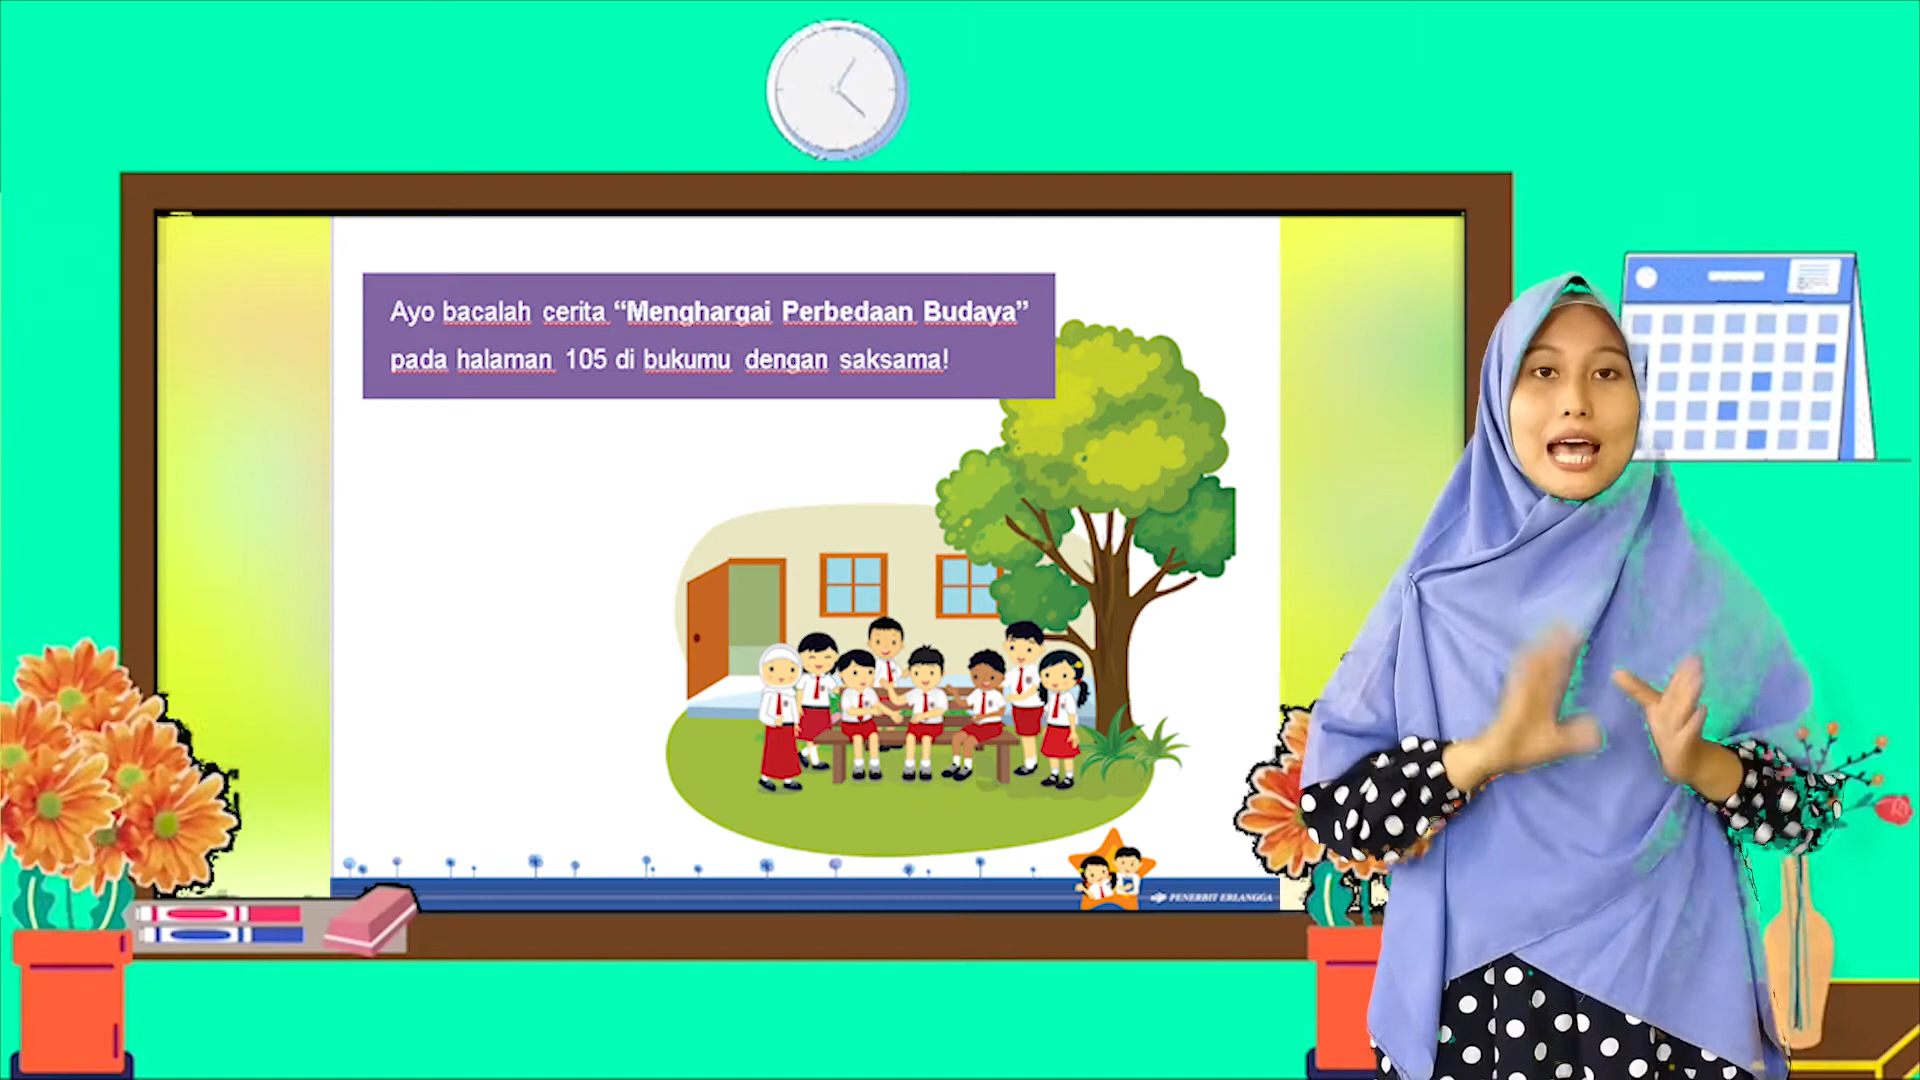 Ayo bacalah cerita “Menghargai Perbedaan Budaya”
pada halaman 105 di bukumu dengan saksama!
PENERBIT ERLANGGA